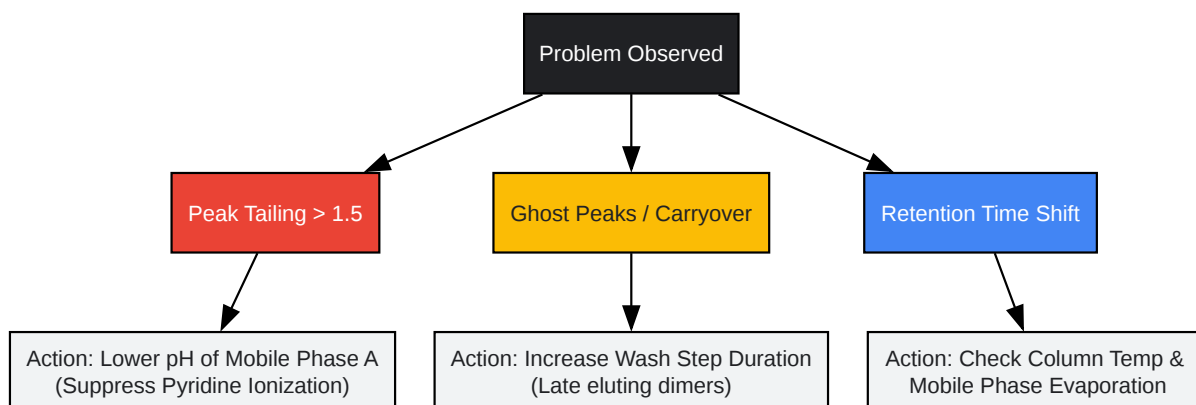 Problem Observed
Peak Tailing > 1.5
Ghost Peaks / Carryover
Retention Time Shift
Action: Lower pH of Mobile Phase A
(Suppress Pyridine Ionization)
Action: Increase Wash Step Duration
(Late eluting dimers)
Action: Check Column Temp &
Mobile Phase Evaporation